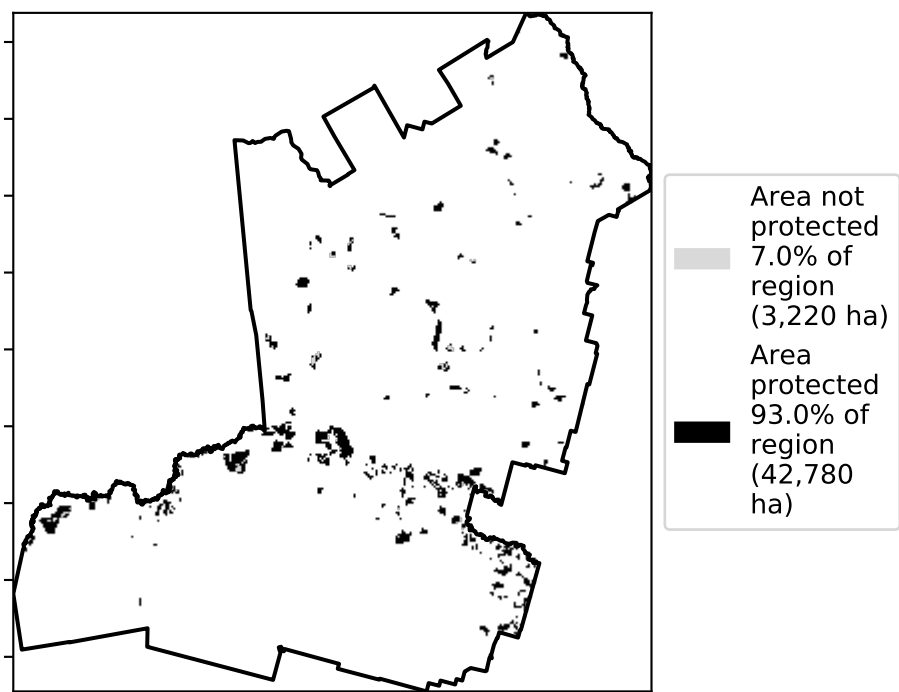 Area not
protected
7.0% of
region
(3,220 ha)
Area
protected
93.0% of
region
(42,780
ha)